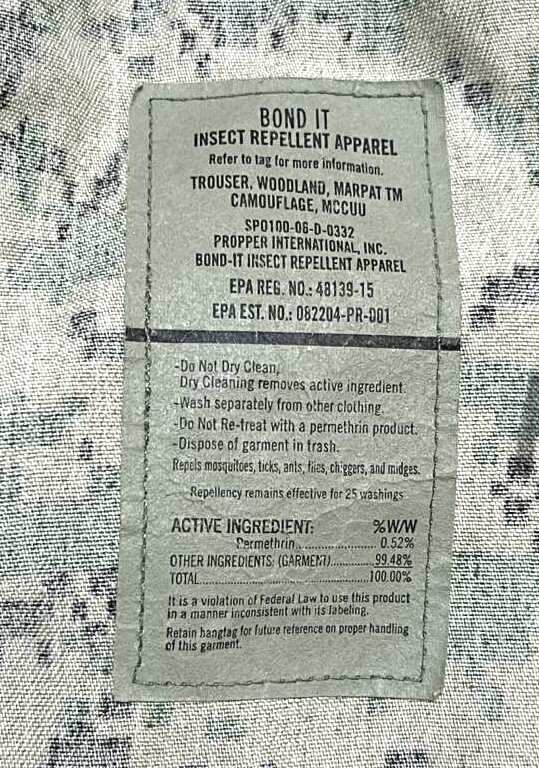 BOND IT
INSECT REPELLENT APPAREL
Refer to tag for more information.
TROUSER, WOODLAND, MARPAT TM
CAMOUFLAGE, MCCUU
SPO100-06-D-0332
PROPPER INTERNATIONAL, INC.
BOND-IT INSECT REPELLENT APPAREL
EPA REG. NO.: 48139-15
EPA EST. NO.: 082204-PR-001
-Do Not Dry Clean,
Dry Cleaning removes active ingredient.
-Wash separately from other clothing.
-Do Not Re-treat with a permethrin product.
-Dispose of garment in trash.
Repels mosquitoes, ticks, ants, flies, chiggers, and midges.
Repellency remains effective for 25 washings
ACTIVE INGREDIENT: %W/W
Permethrin.................... 0.52%
OTHER INGREDIENTS: (GARMENT)........... 99.48%
TOTAL.................................. 100.00%
It is a violation of Federal Law to use this product
in a manner inconsistent with its labeling.
Retain hangtag for future reference on proper handling
of this garment.